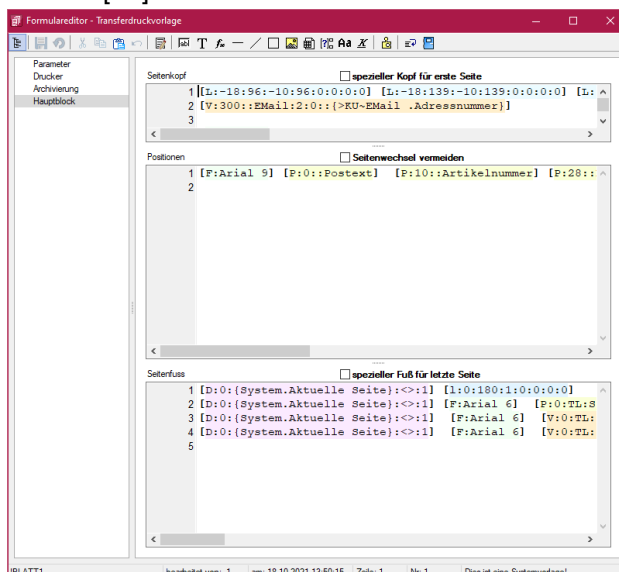 Formulareditor - Transferdruckvorlage
Parameter
Drucker
Archivierung
Hauptblock
Seitenkopf
spezieller Kopf für erste Seite
1 [L:-18:96:-10:96:0:0:0:0] [L:-18:139:-10:139:0:0:0:0] [L:
2 [V:300::EMail:2:0::{>KU~EMail .Adressnummer}]
3
Positionen
Seitenwechsel vermeiden
1 [F:Arial 9] [P:0::Postext] [P:10::Artikelnummer] [P:28::
2
Seitenfuss
spezieller Fuß für letzte Seite
1 [D:0:{System.Aktuelle Seite}:<>:1] [l:0:180:1:0:0:0:0]
2 [D:0:{System.Aktuelle Seite}:<>:1] [F:Arial 6] [P:0:TL:S
3 [D:0:{System.Aktuelle Seite}:<>:1] [F:Arial 6] [V:0:TL:
4 [D:0:{System.Aktuelle Seite}:<>:1] [F:Arial 6] [V:0:TL:
5